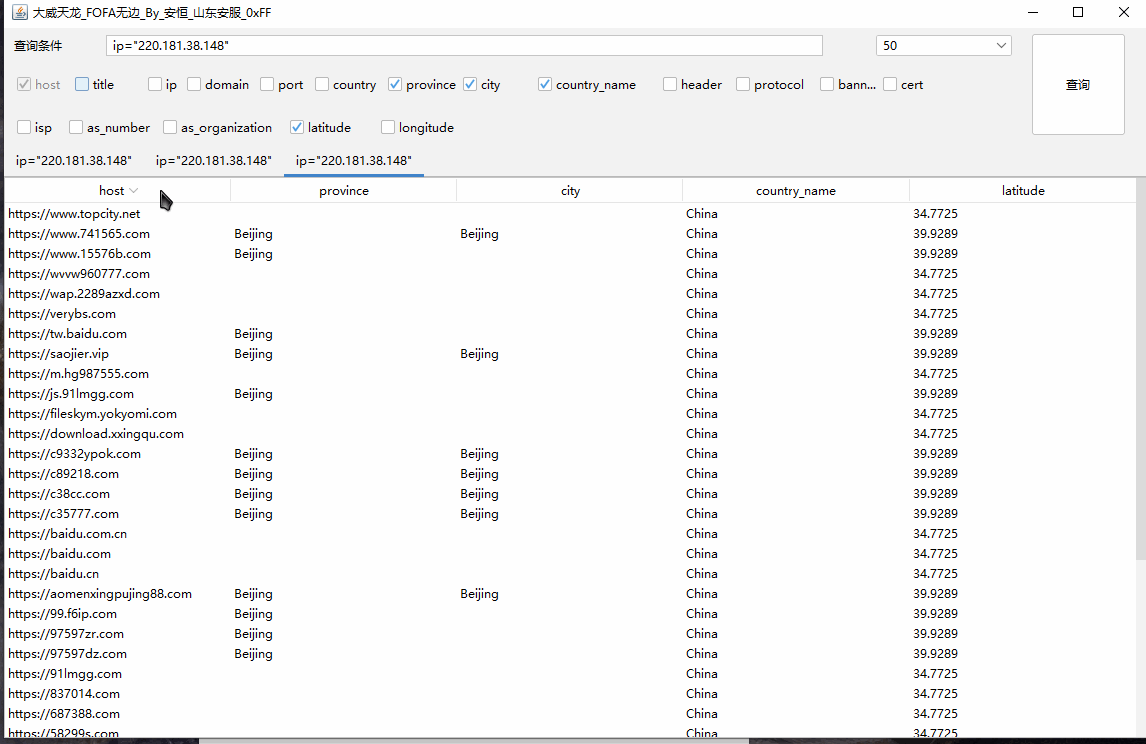 大威天龙_FOFA无边_By_安恒_山东安服_0xFF
查询条件 ip="220.181.38.148" 50 查询
host title ip domain port country province city country_name header protocol bann... cert
isp as_number as_organization latitude longitude
ip="220.181.38.148" ip="220.181.38.148" ip="220.181.38.148"
host province city country_name latitude
https://www.topcity.net China 34.7725
https://www.741565.com Beijing Beijing China 39.9289
https://www.15576b.com Beijing China 39.9289
https://wvvw960777.com China 34.7725
https://wap.2289azxd.com China 34.7725
https://verybs.com China 34.7725
https://tw.baidu.com Beijing China 39.9289
https://saojier.vip Beijing Beijing China 39.9289
https://m.hg987555.com China 34.7725
https://js.91lmgg.com Beijing China 39.9289
https://fileskym.yokyomi.com China 34.7725
https://download.xxingqu.com China 34.7725
https://c9332ypok.com Beijing Beijing China 39.9289
https://c89218.com Beijing Beijing China 39.9289
https://c38cc.com Beijing Beijing China 39.9289
https://c35777.com Beijing Beijing China 39.9289
https://baidu.com.cn China 34.7725
https://baidu.com China 34.7725
https://baidu.cn China 34.7725
https://aomenxingpujing88.com Beijing Beijing China 39.9289
https://99.f6ip.com Beijing China 39.9289
https://97597zr.com Beijing China 39.9289
https://97597dz.com Beijing China 39.9289
https://91lmgg.com China 34.7725
https://837014.com China 34.7725
https://687388.com China 34.7725
https://58299s.com China 34.7725